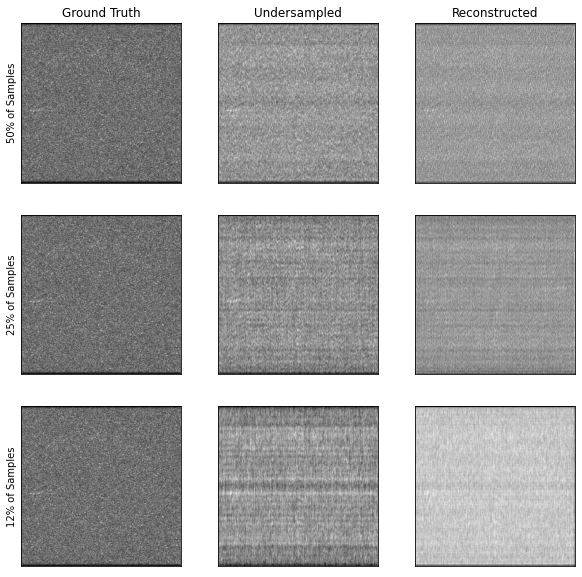 Ground Truth
Undersampled
Reconstructed
50% of Samples
25% of Samples
12% of Samples